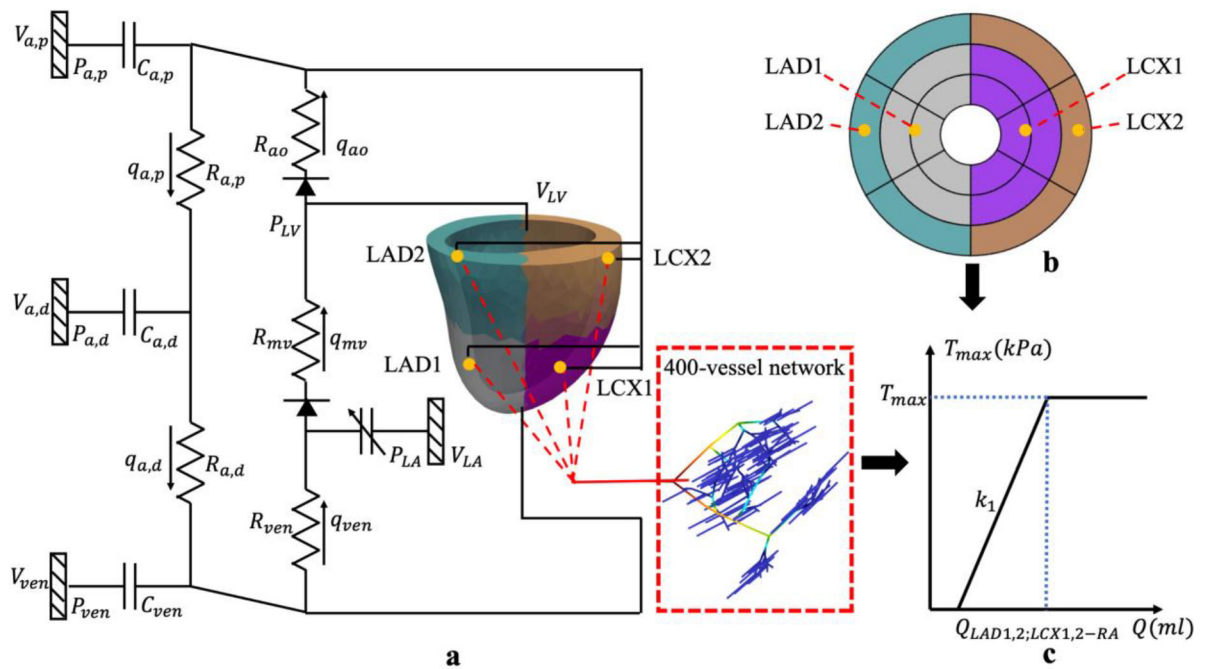 V_{a,p}
P_{a,p}
C_{a,p}
q_{a,p}
R_{a,p}
V_{a,d}
P_{a,d}
C_{a,d}
q_{a,d}
R_{a,d}
V_{ven}
P_{ven}
C_{ven}
R_{ao}
q_{ao}
P_{LV}
R_{mv}
q_{mv}
P_{LA}
V_{LA}
R_{ven}
q_{ven}
V_{LV}
LAD2
LCX2
LAD1
LCX1
400-vessel network
a
LAD1
LAD2
LCX1
LCX2
b
T_{max}(kPa)
T_{max}
k_1
Q_{LAD1,2;LCX1,2-RA}
Q(ml)
c